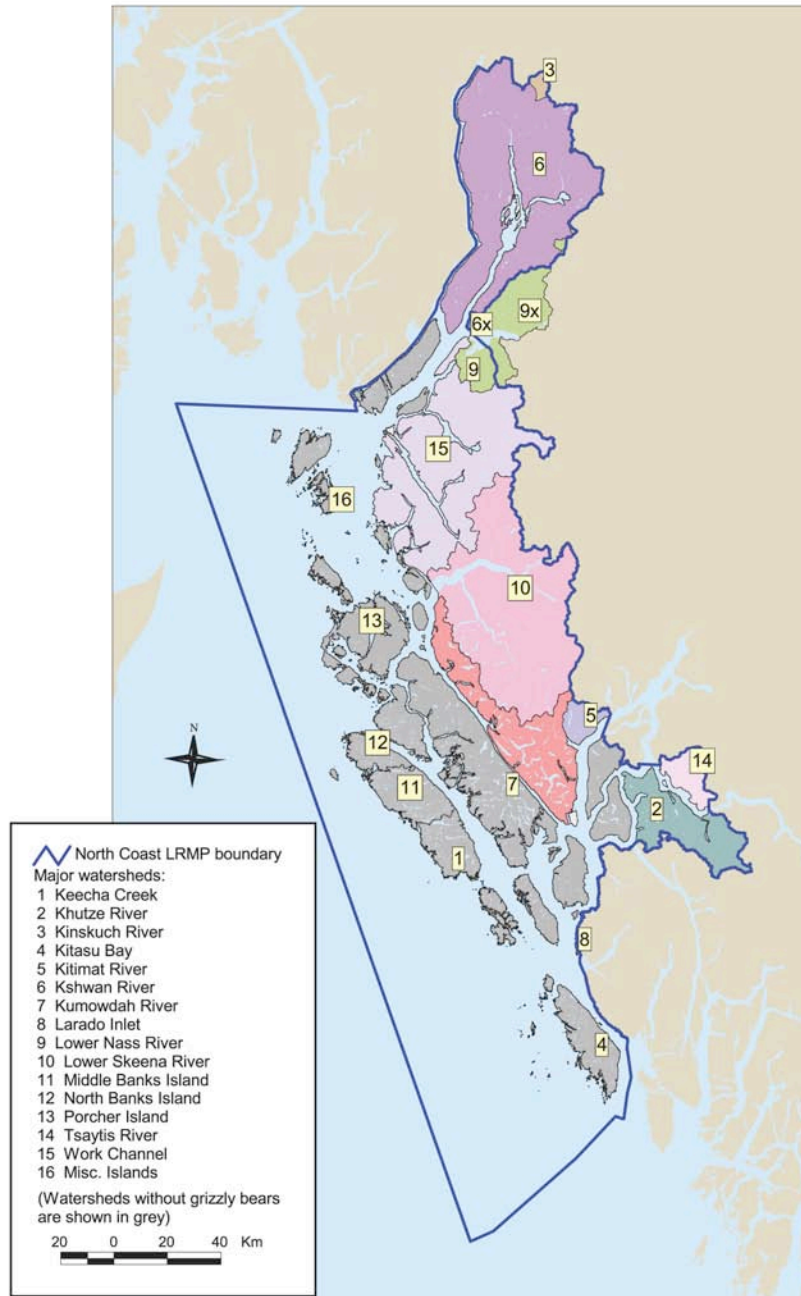 3
6
6x
9x
9
15
16
10
13
5
12
14
7
11
2
1
8
4
N
North Coast LRMP boundary
Major watersheds:
1 Keecha Creek
2 Khutze River
3 Kinskuch River
4 Kitasu Bay
5 Kitimat River
6 Kshwan River
7 Kumowdah River
8 Larado Inlet
9 Lower Nass River
10 Lower Skeena River
11 Middle Banks Island
12 North Banks Island
13 Porcher Island
14 Tsaytis River
15 Work Channel
16 Misc. Islands
(Watersheds without grizzly bears
are shown in grey)
20 0 20 40 Km